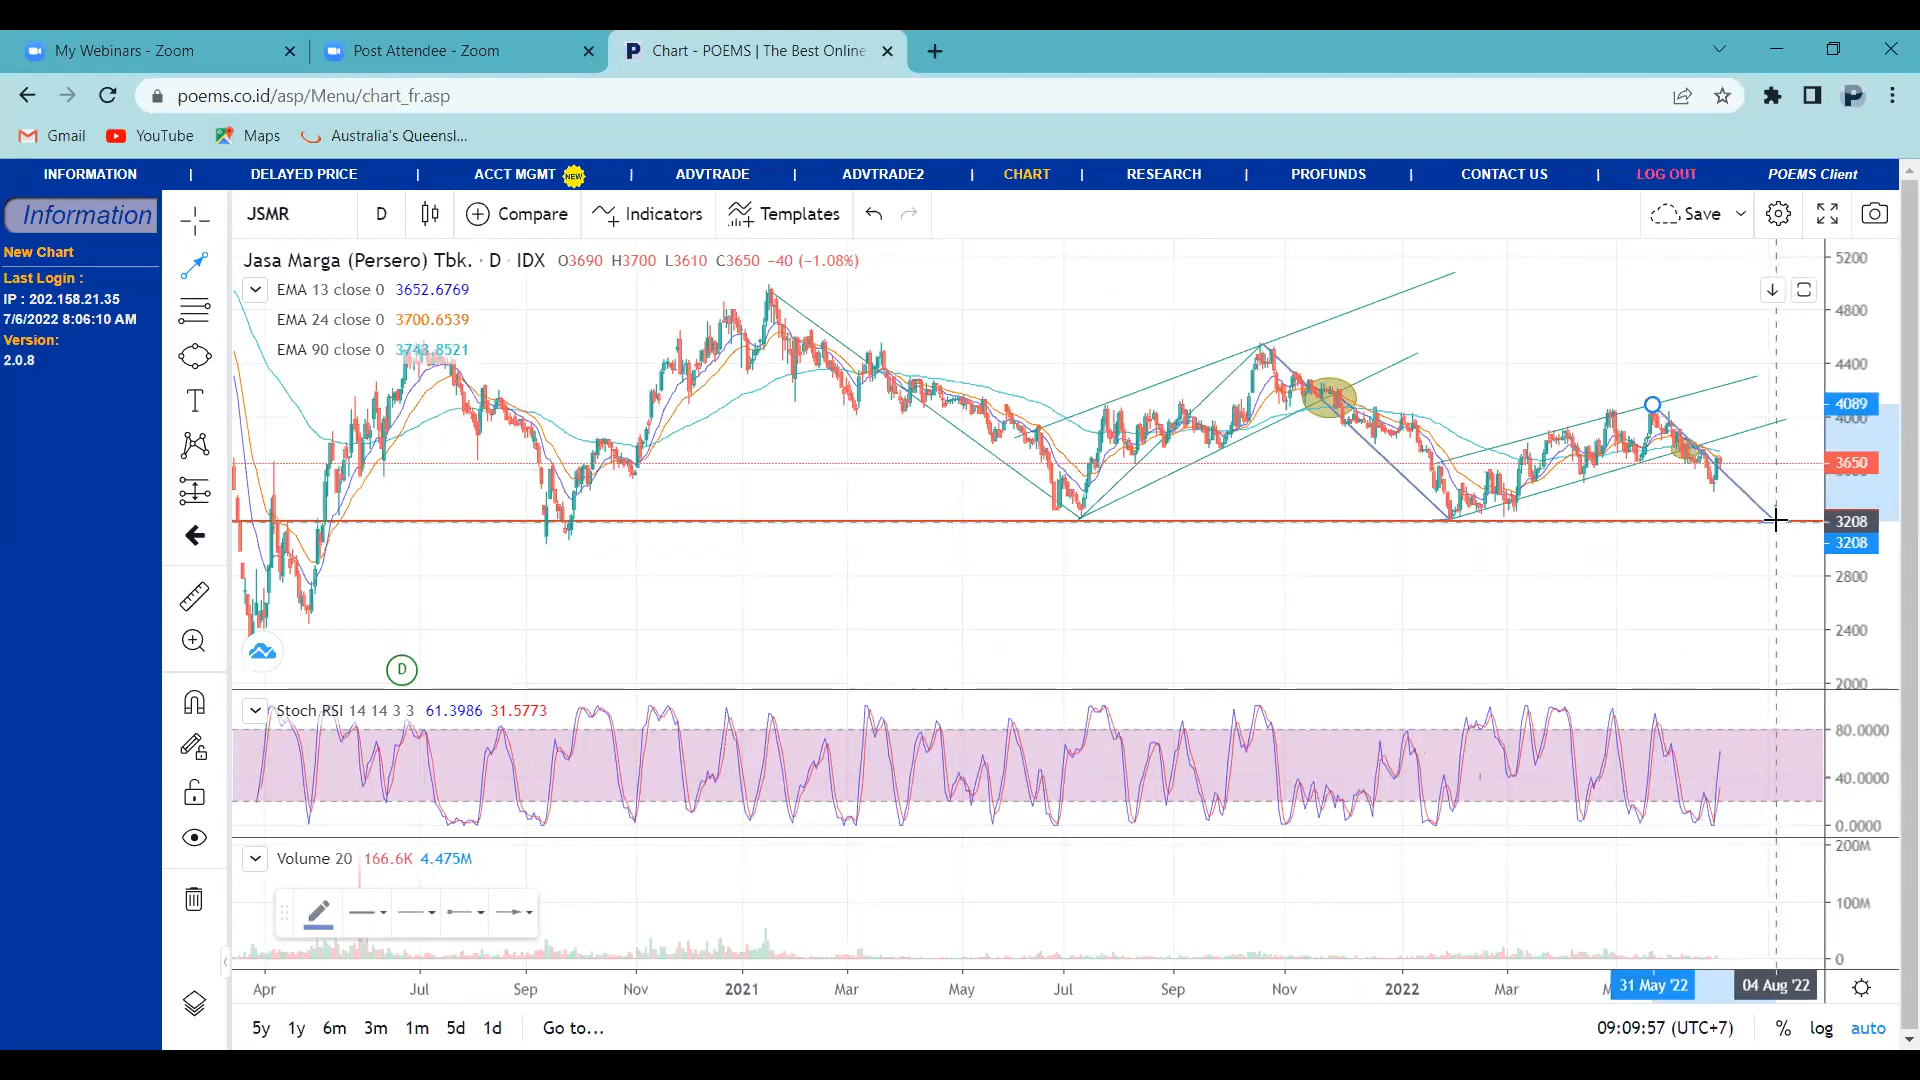 My Webinars - Zoom
Post Attendee - Zoom
P Chart - POEMS | The Best Online
poems.co.id/asp/Menu/chart_fr.asp
Gmail YouTube Maps Australia's Queensl...
INFORMATION | DELAYED PRICE | ACCT MGMT NEW | ADVTRADE | ADVTRADE2 | CHART | RESEARCH | PROFUNDS | CONTACT US | LOG OUT POEMS Client
Information
New Chart
Last Login :
IP : 202.158.21.35
7/6/2022 8:06:10 AM
Version:
2.0.8
JSMR D Compare Indicators Templates Save
Jasa Marga (Persero) Tbk. · D · IDX O3690 H3700 L3610 C3650 −40 (−1.08%)
EMA 13 close 0 3652.6769
EMA 24 close 0 3700.6539
EMA 90 close 0 3743.8521
5200
4800
4400
4089
4000
3650
3208
3208
2800
2400
2000
D
Stoch RSI 14 14 3 3 61.3986 31.5773
80.0000
40.0000
0.0000
Volume 20 166.6K 4.475M
200M
100M
0
Apr Jul Sep Nov 2021 Mar May Jul Sep Nov 2022 Mar 31 May '22 04 Aug '22
5y 1y 6m 3m 1m 5d 1d Go to... 09:09:57 (UTC+7) % log auto